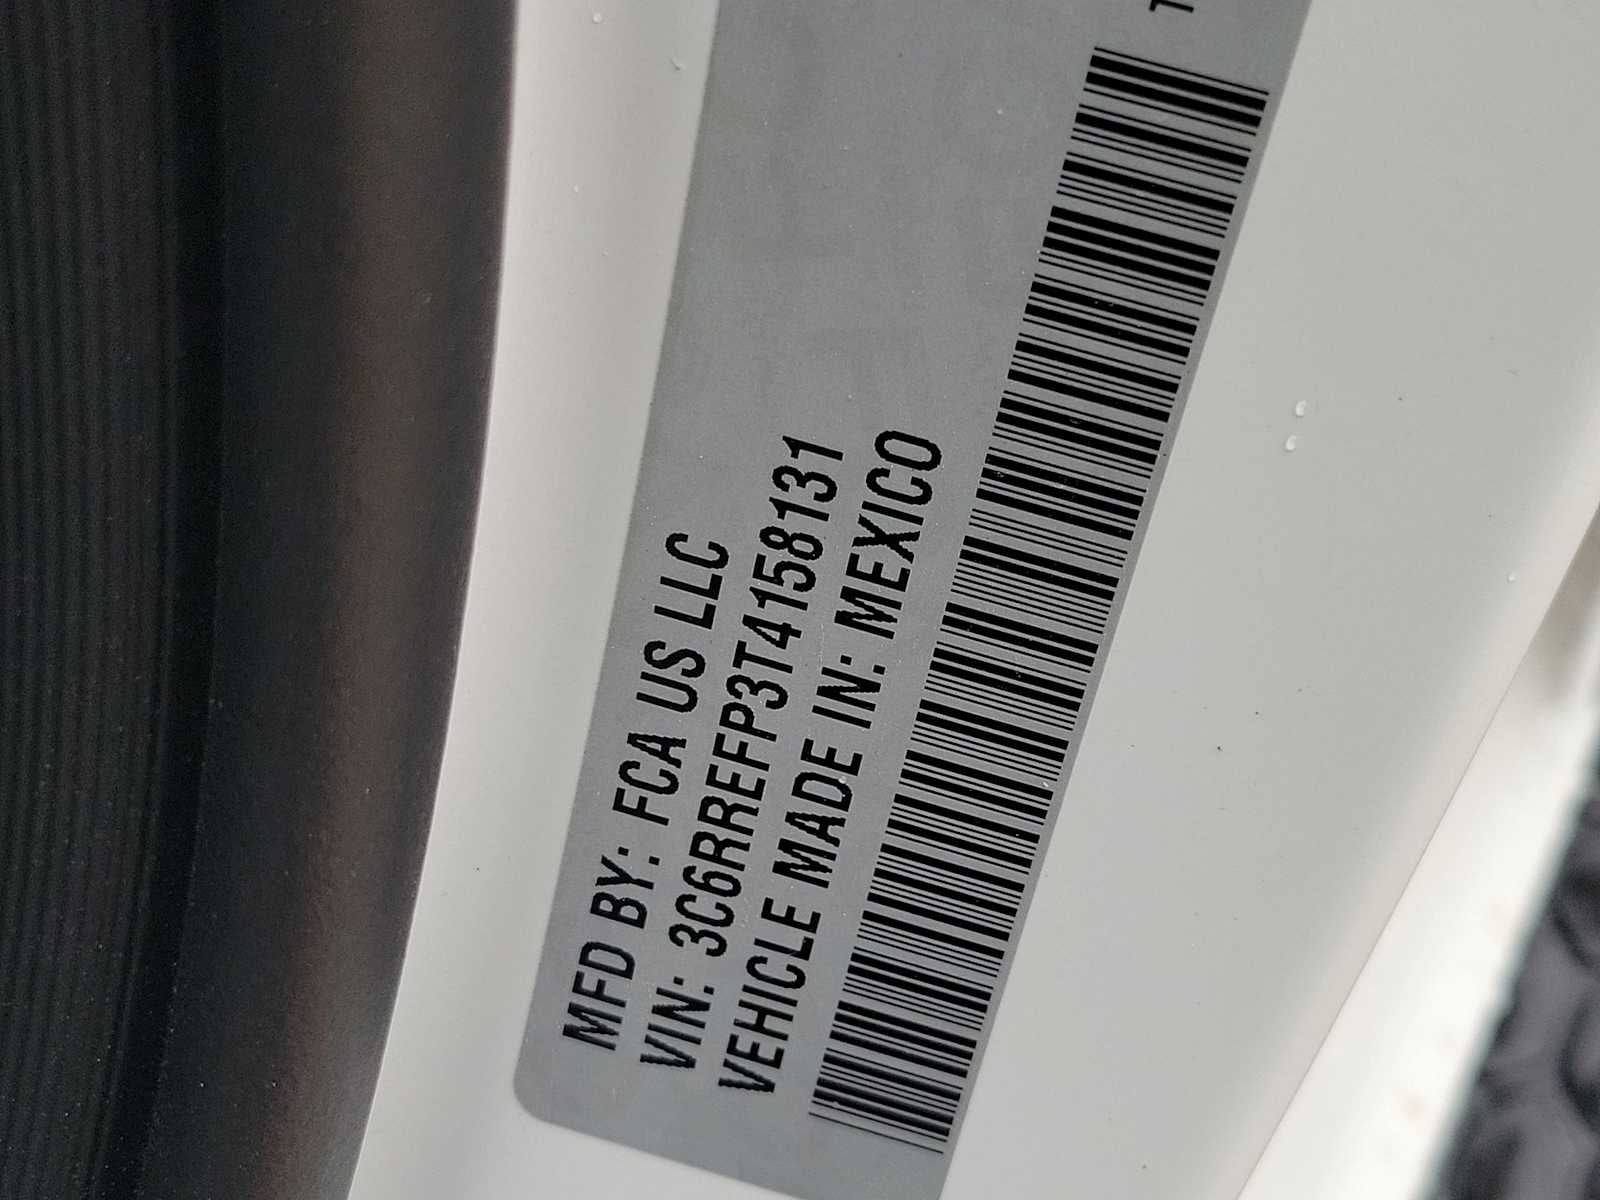 MFD BY: FCA US LLC
VIN: 3C6RREFP3T4158131
VEHICLE MADE IN: MEXICO